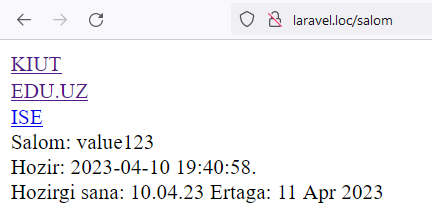 laravel.loc/salom
KIUT
EDU.UZ
ISE
Salom: value123
Hozir: 2023-04-10 19:40:58.
Hozirgi sana: 10.04.23 Ertaga: 11 Apr 2023